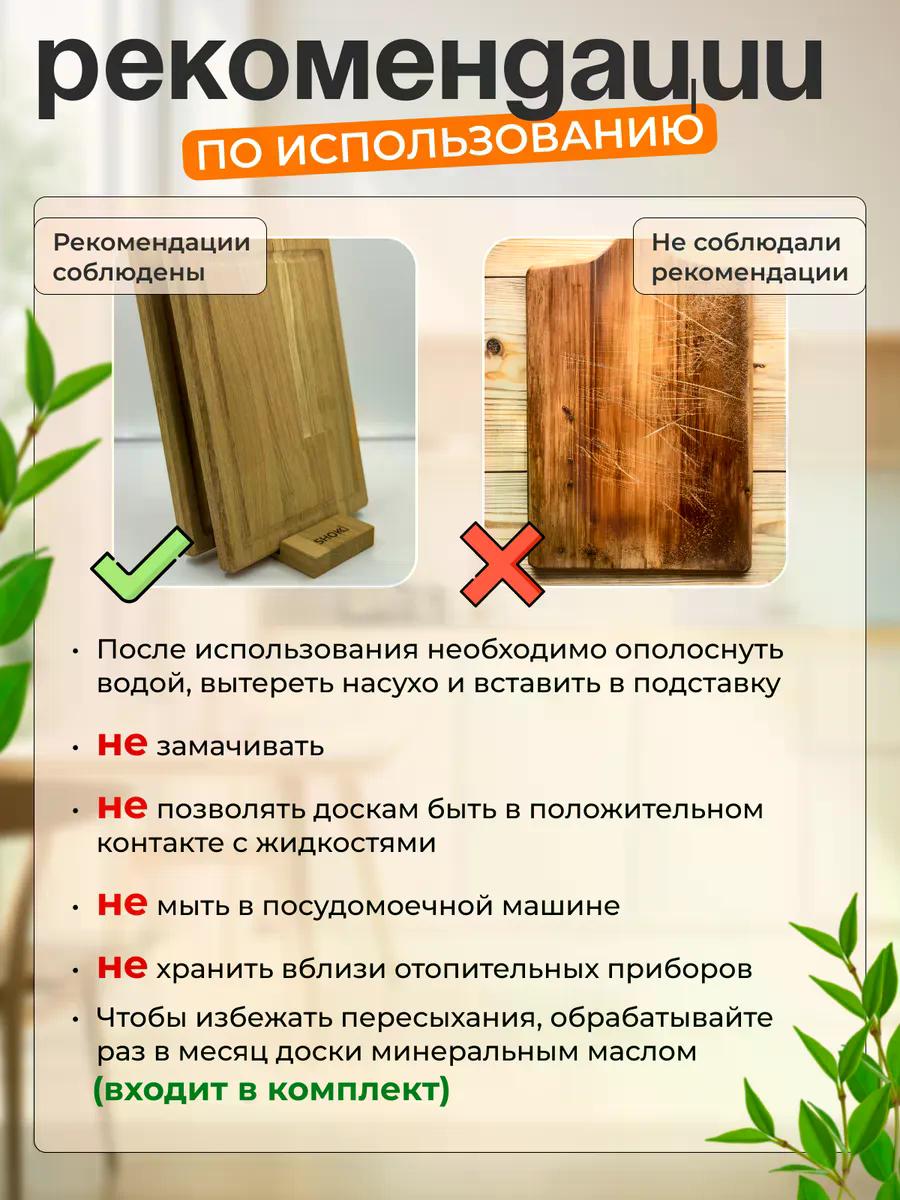 рекомендации
ПО ИСПОЛЬЗОВАНИЮ
Рекомендации
соблюдены
Не соблюдали
рекомендации
SHOKI
• После использования необходимо ополоснуть
водой, вытереть насухо и вставить в подставку
• не замачивать
• не позволять доскам быть в положительном
контакте с жидкостями
• не мыть в посудомоечной машине
• не хранить вблизи отопительных приборов
• Чтобы избежать пересыхания, обрабатывайте
раз в месяц доски минеральным маслом
(входит в комплект)